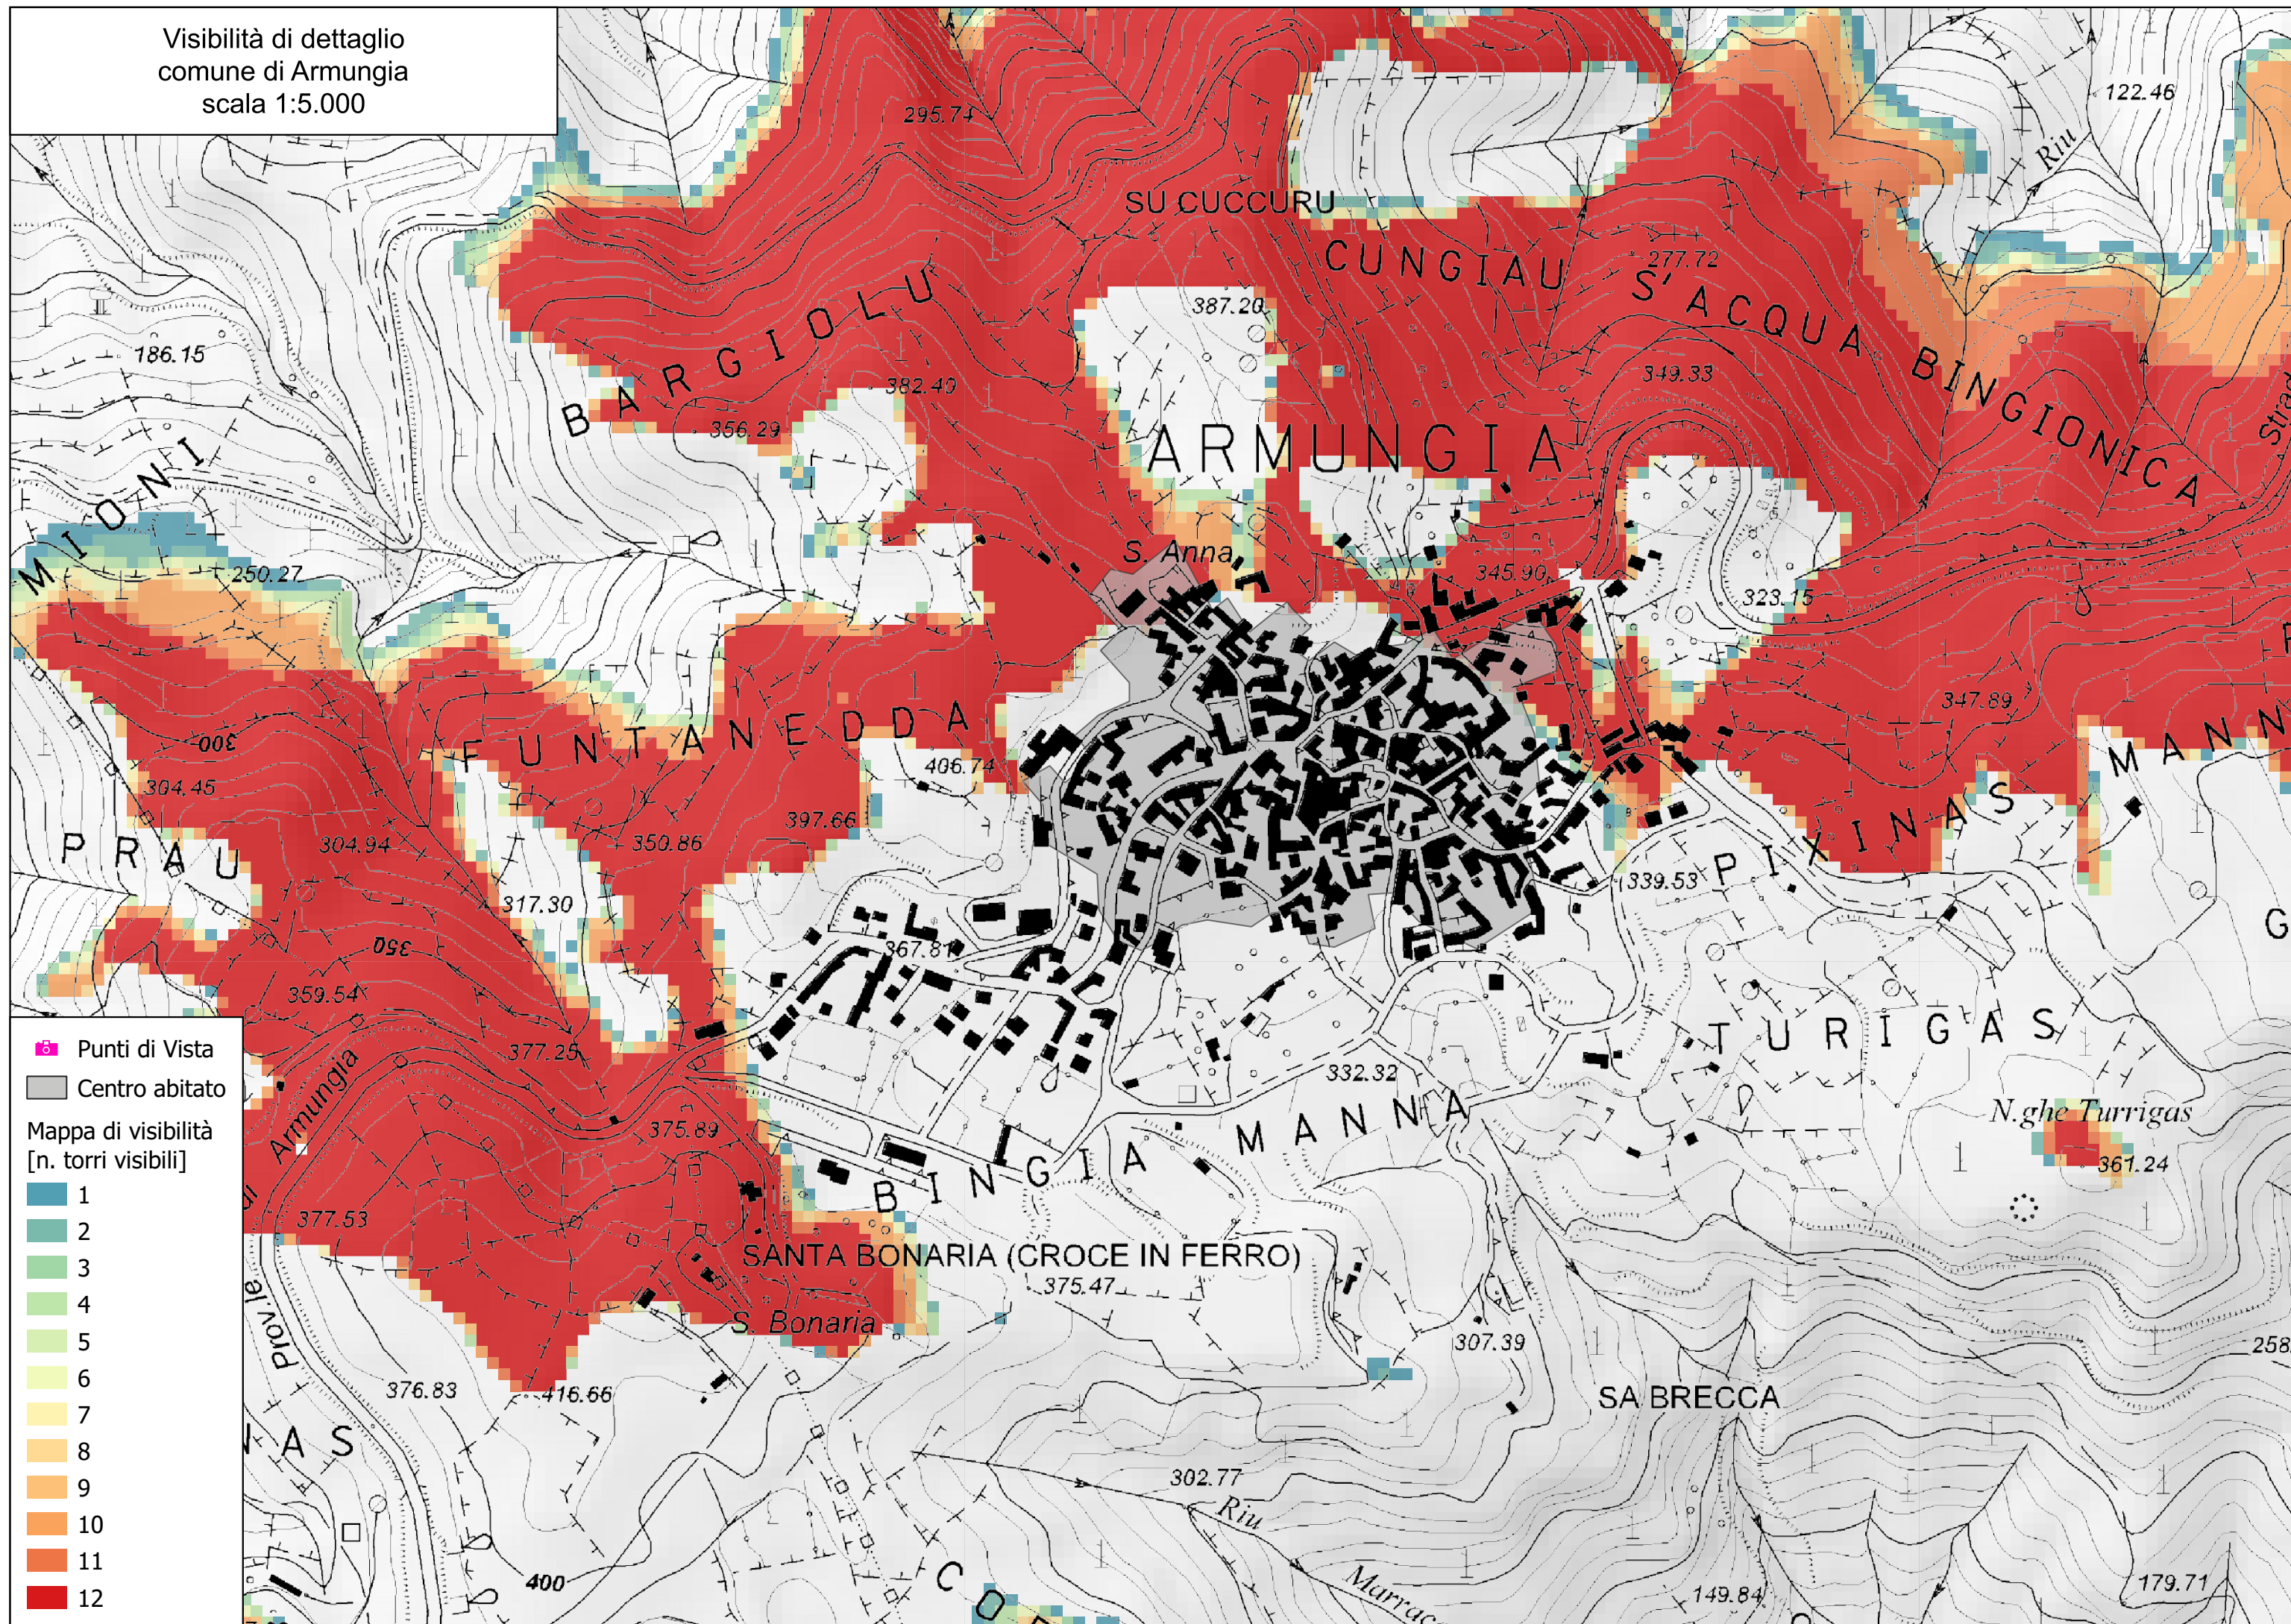 Visibilità di dettaglio
comune di Armungia
scala 1:5.000
295.71
122.46
Riu
SU CUCCURU
CUNGIAU S'ACQUA BINGIONICA
277.72
387.20
186.15
BARGIOLU
382.40
349.33
356.29
ARMUNGIA
MIONI
S. Anna
345.90
250.27
323.15
347.89
300
FUNTANEDDA
406.74
MANN
304.45
397.66
PRAU
304.94
350.86
PIXINAS
339.53
317.30
350
367.81
G
359.54
TURIGAS
377.25
332.32
Armungia
375.89
BINGIA MANNA
N.ghe Turrigas
361.24
377.53
SANTA BONARIA (CROCE IN FERRO)
375.47
S. Bonaria
307.39
258
Prov.le
376.83
416.66
SA BRECCA
NAS
302.77
Riu
400
149.84
179.71
Punti di Vista
Centro abitato
Mappa di visibilità
[n. torri visibili]
1
2
3
4
5
6
7
8
9
10
11
12